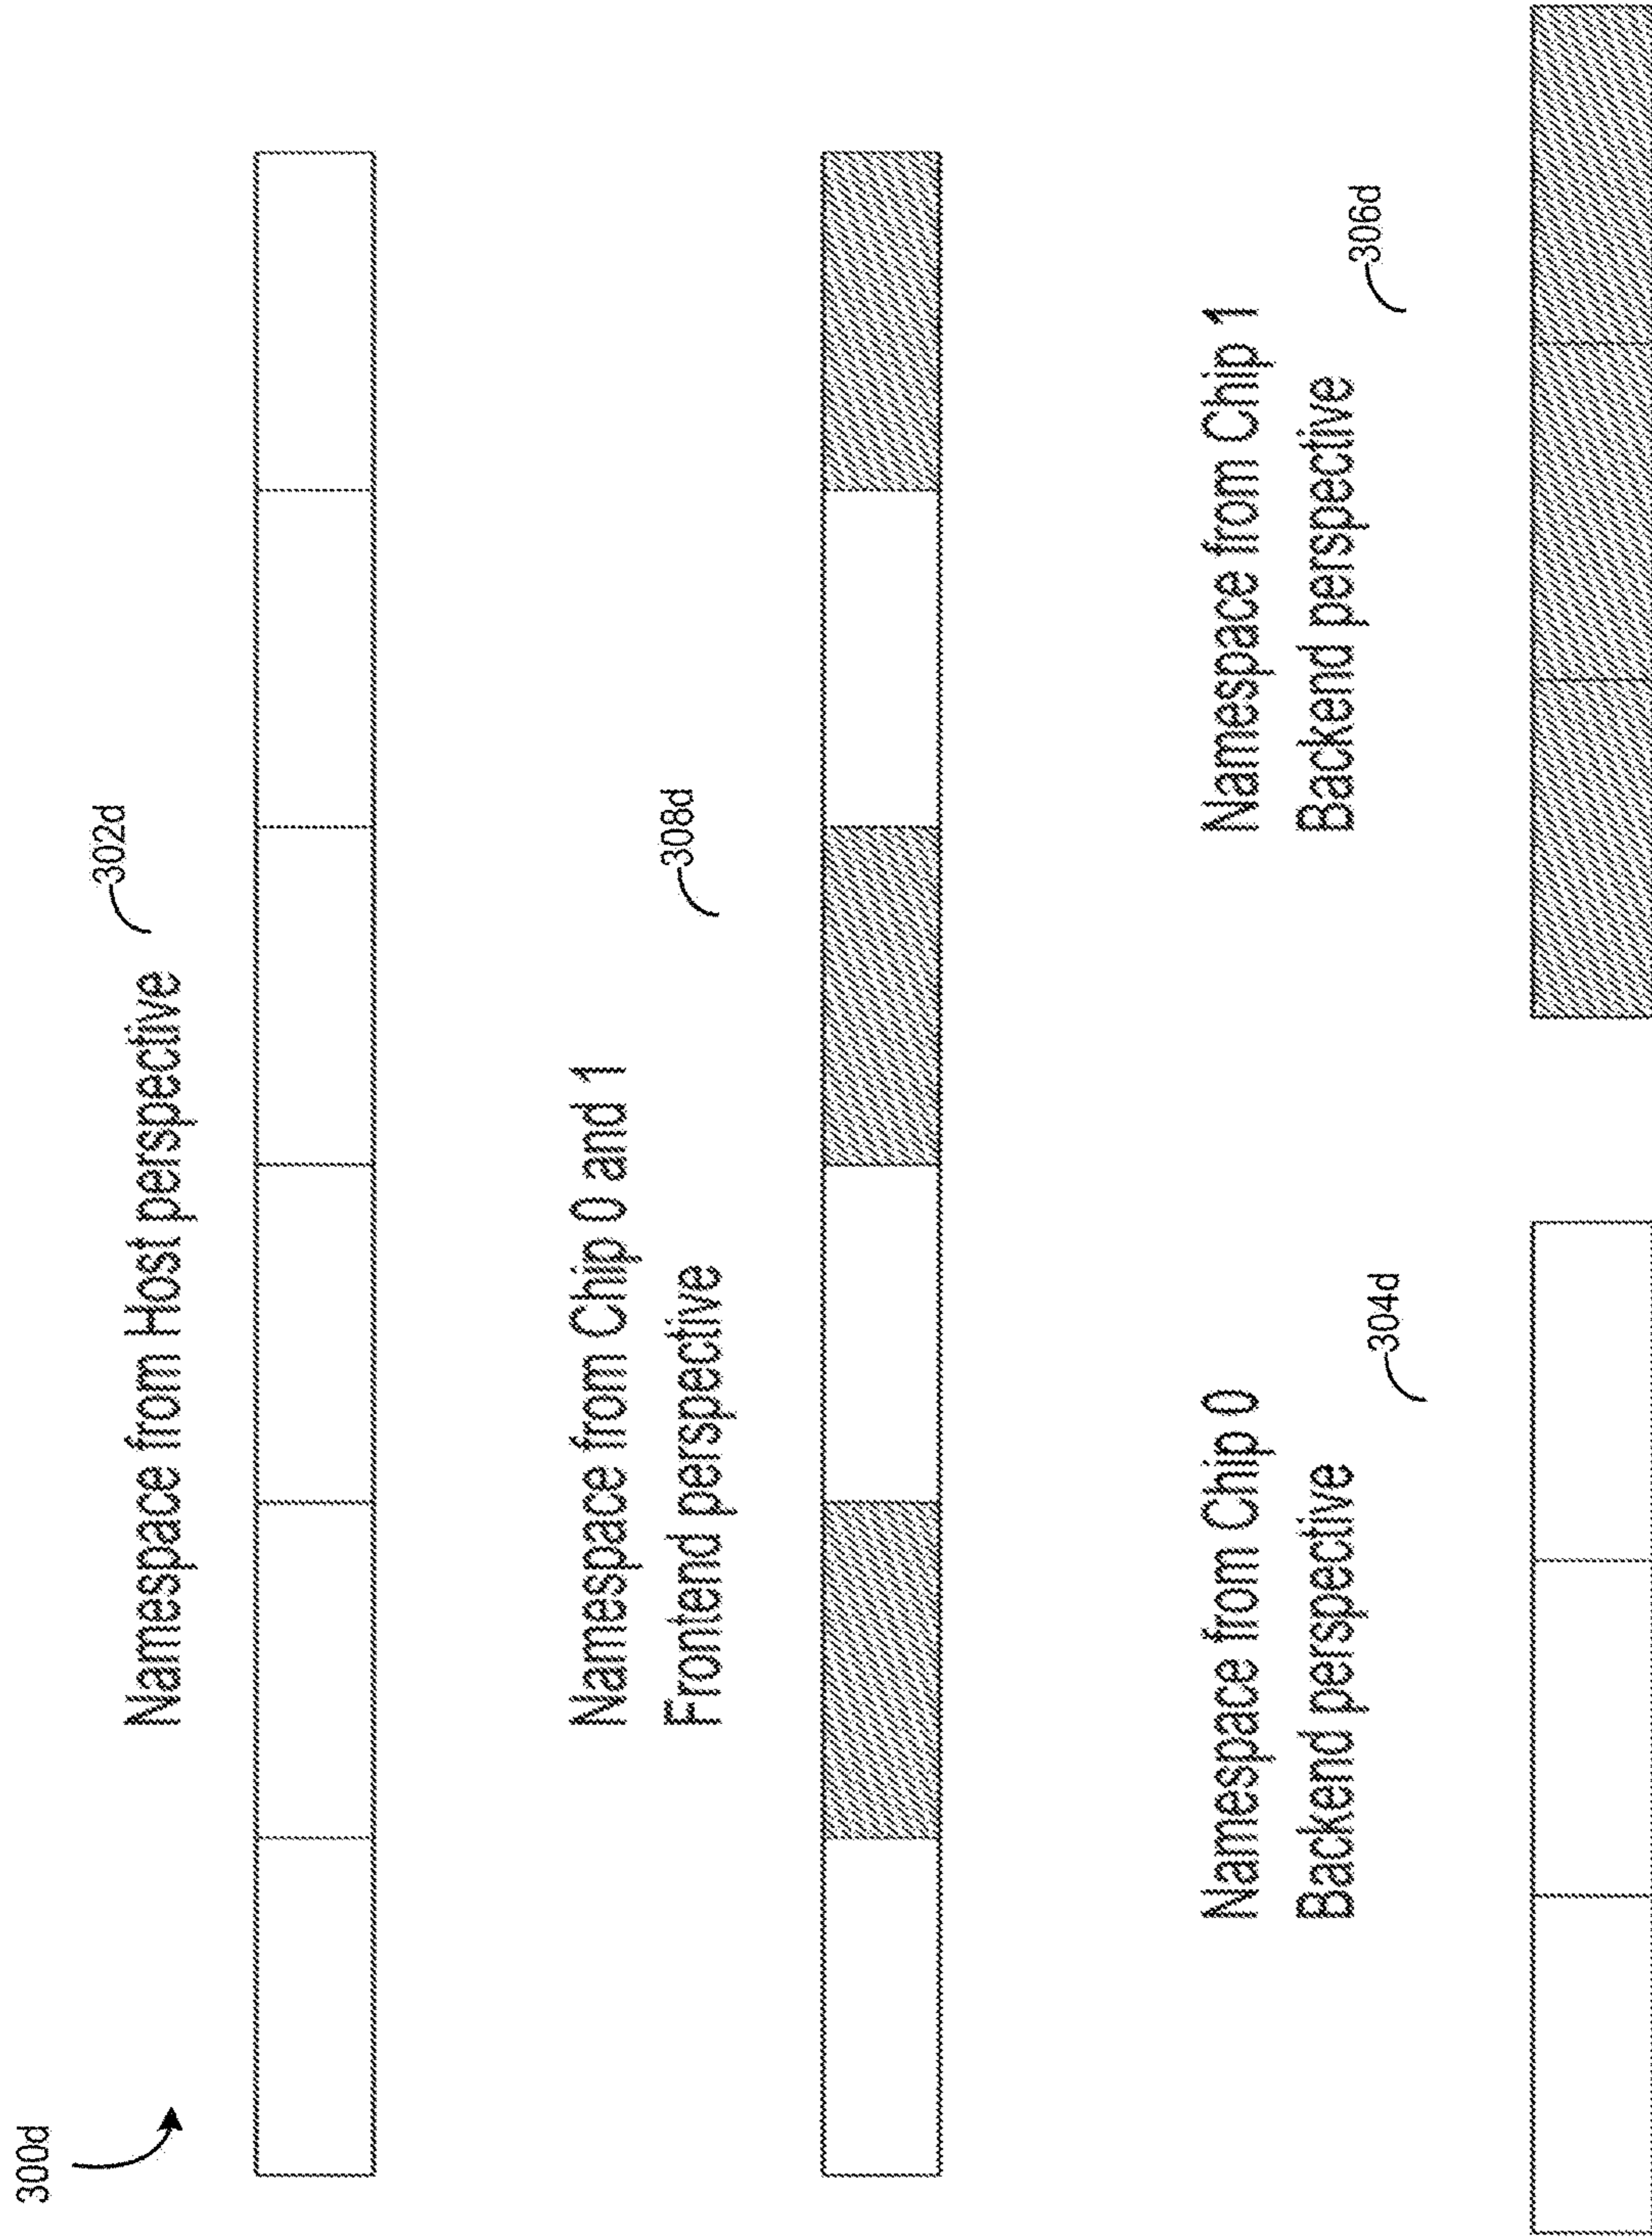 300d
Namespace from Host perspective
302d
Namespace from Chip 0 and 1
Frontend perspective
308d
Namespace from Chip 0
Backend perspective
304d
Namespace from Chip 1
Backend perspective
306d